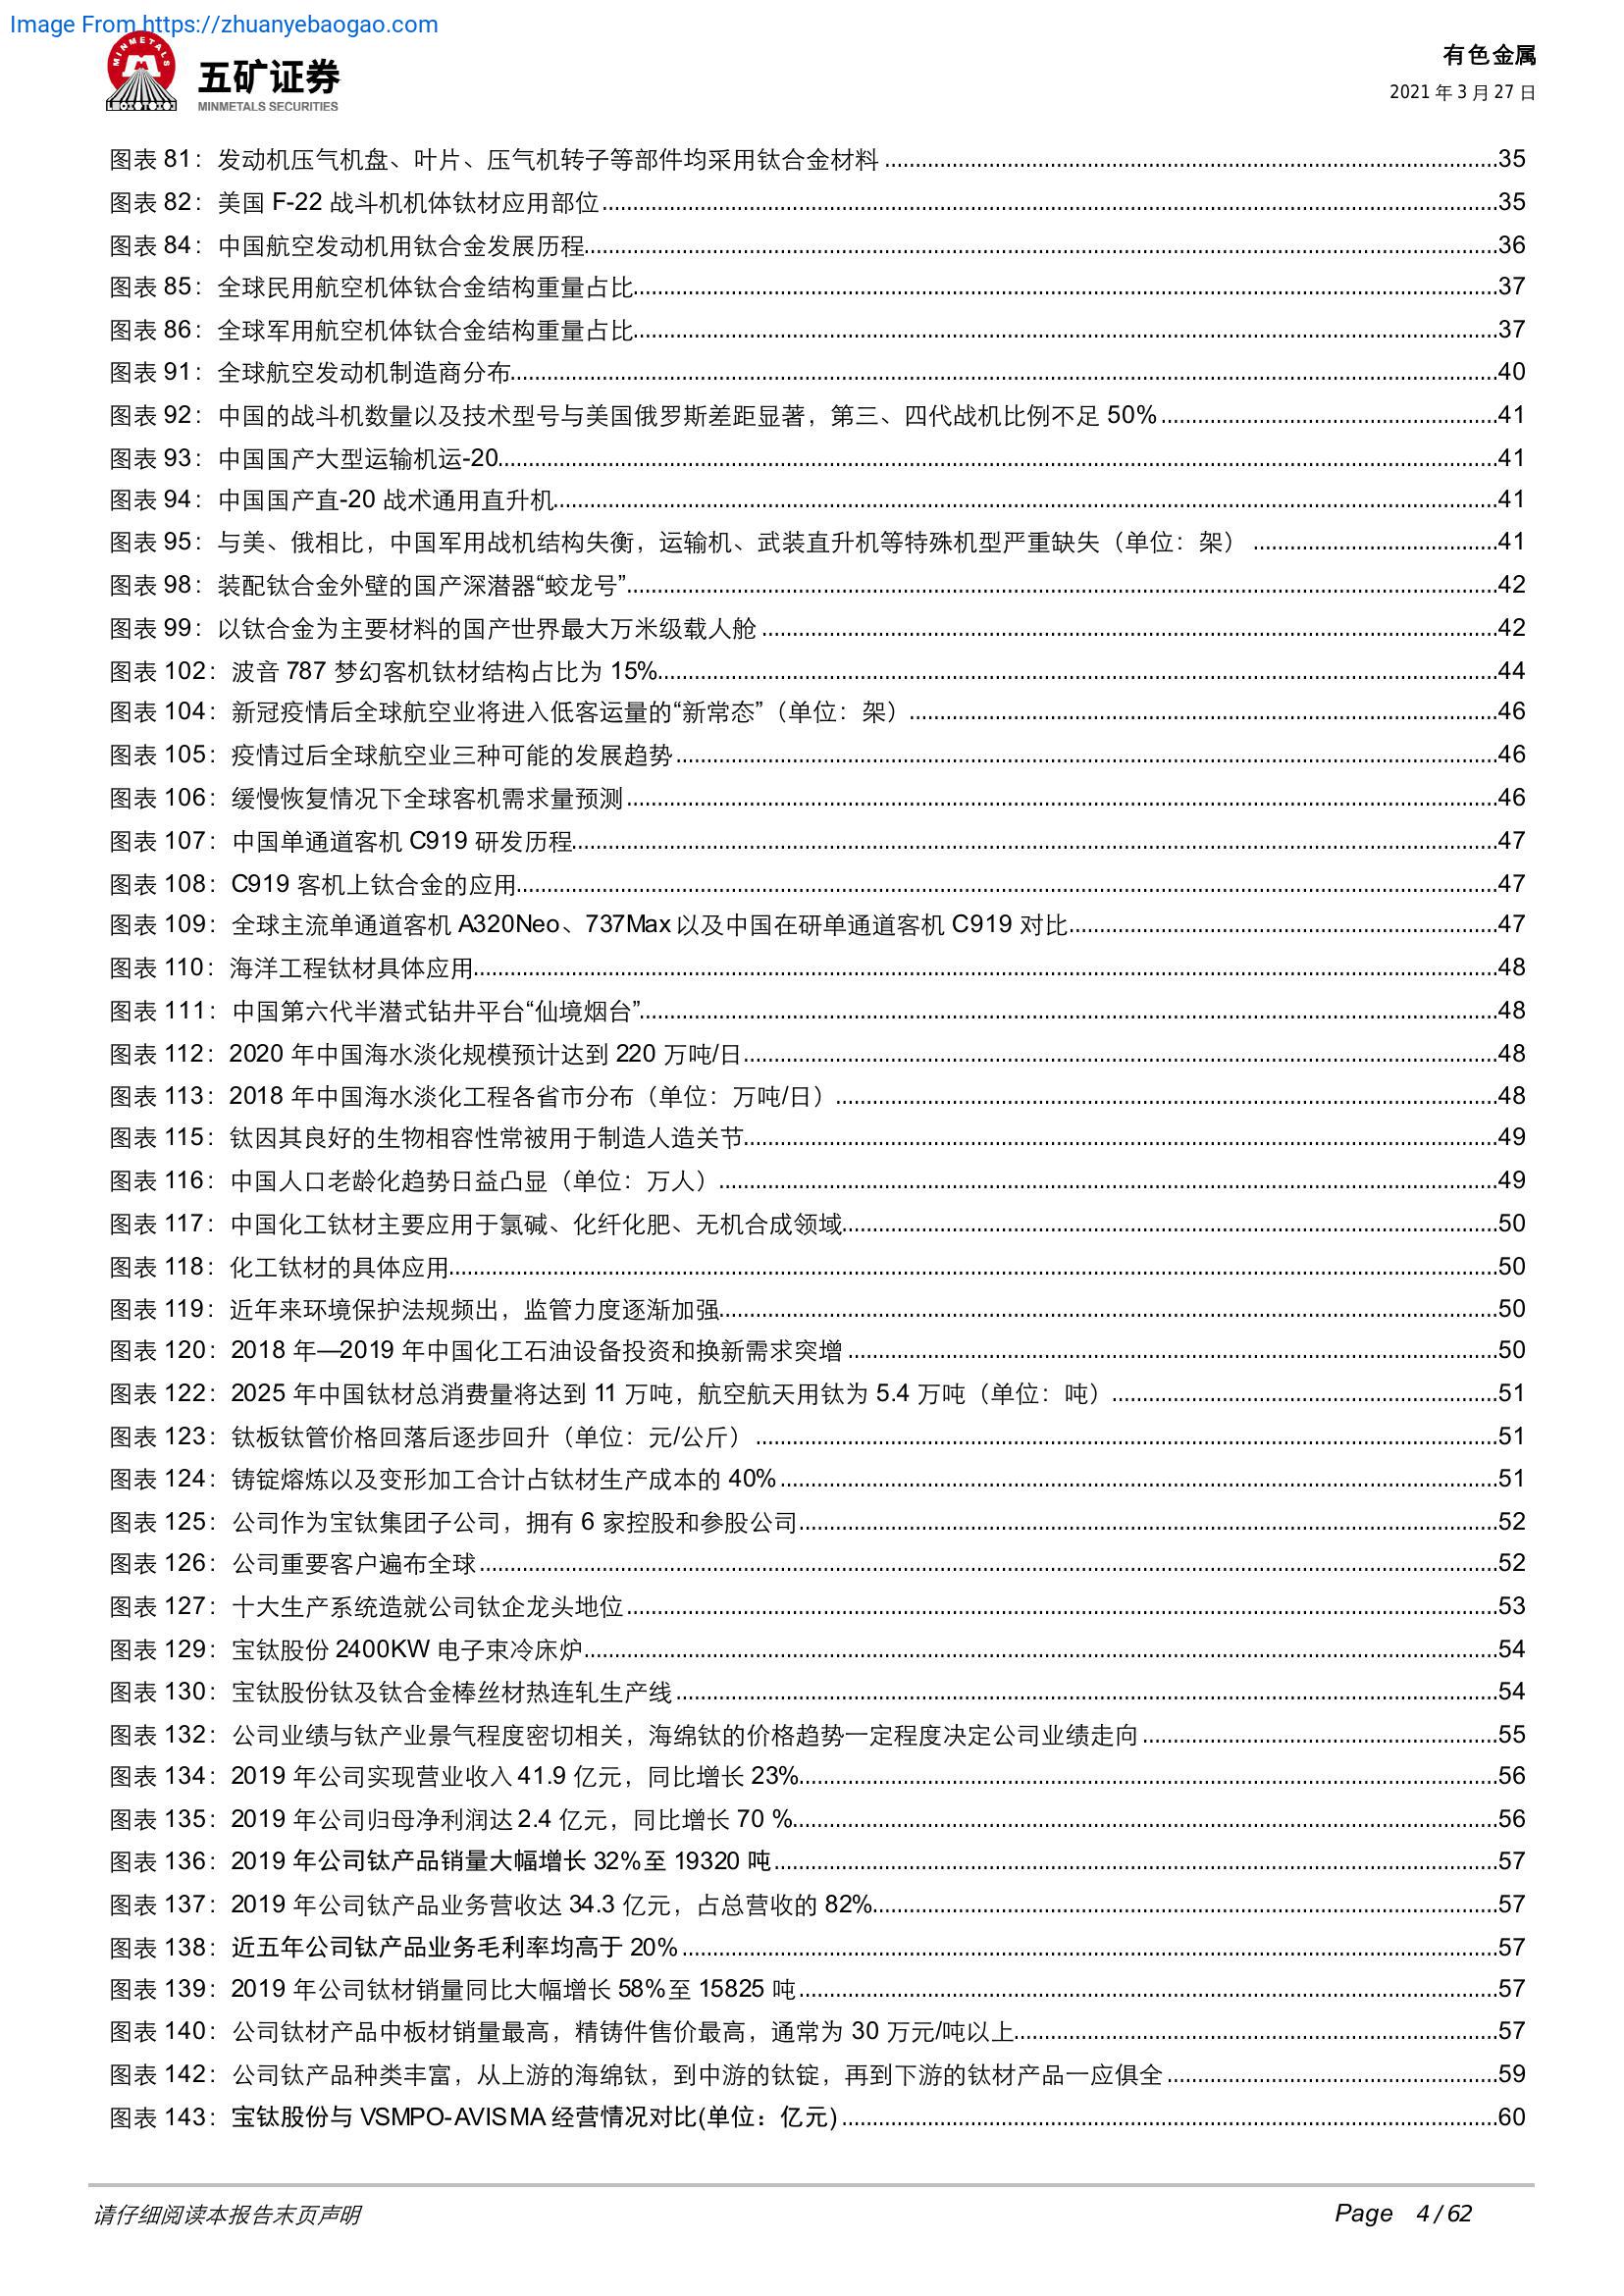 Image From https://zhuanyebaogao.com
MINMETALS
五矿证券
MINMETALS SECURITIES
有色金属
2021 年 3 月 27 日
图表 81：发动机压气机盘、叶片、压气机转子等部件均采用钛合金材料 ........35
图表 82：美国 F-22 战斗机机体钛材应用部位........35
图表 84：中国航空发动机用钛合金发展历程........36
图表 85：全球民用航空机体钛合金结构重量占比........37
图表 86：全球军用航空机体钛合金结构重量占比........37
图表 91：全球航空发动机制造商分布........40
图表 92：中国的战斗机数量以及技术型号与美国俄罗斯差距显著，第三、四代战机比例不足 50%........41
图表 93：中国国产大型运输机运-20........41
图表 94：中国国产直-20 战术通用直升机........41
图表 95：与美、俄相比，中国军用战机结构失衡，运输机、武装直升机等特殊机型严重缺失（单位：架） ........41
图表 98：装配钛合金外壁的国产深潜器“蛟龙号”........42
图表 99：以钛合金为主要材料的国产世界最大万米级载人舱 ........42
图表 102：波音 787 梦幻客机钛材结构占比为 15%........44
图表 104：新冠疫情后全球航空业将进入低客运量的“新常态”（单位：架）........46
图表 105：疫情过后全球航空业三种可能的发展趋势........46
图表 106：缓慢恢复情况下全球客机需求量预测........46
图表 107：中国单通道客机 C919 研发历程........47
图表 108：C919 客机上钛合金的应用........47
图表 109：全球主流单通道客机 A320Neo、737Max 以及中国在研单通道客机 C919 对比........47
图表 110：海洋工程钛材具体应用........48
图表 111：中国第六代半潜式钻井平台“仙境烟台”........48
图表 112：2020 年中国海水淡化规模预计达到 220 万吨/日........48
图表 113：2018 年中国海水淡化工程各省市分布（单位：万吨/日）........48
图表 115：钛因其良好的生物相容性常被用于制造人造关节........49
图表 116：中国人口老龄化趋势日益凸显（单位：万人）........49
图表 117：中国化工钛材主要应用于氯碱、化纤化肥、无机合成领域........50
图表 118：化工钛材的具体应用........50
图表 119：近年来环境保护法规频出，监管力度逐渐加强........50
图表 120：2018 年—2019 年中国化工石油设备投资和换新需求突增 ........50
图表 122：2025 年中国钛材总消费量将达到 11 万吨，航空航天用钛为 5.4 万吨（单位：吨）........51
图表 123：钛板钛管价格回落后逐步回升（单位：元/公斤） ........51
图表 124：铸锭熔炼以及变形加工合计占钛材生产成本的 40%........51
图表 125：公司作为宝钛集团子公司，拥有 6 家控股和参股公司........52
图表 126：公司重要客户遍布全球........52
图表 127：十大生产系统造就公司钛企龙头地位........53
图表 129：宝钛股份 2400KW 电子束冷床炉........54
图表 130：宝钛股份钛及钛合金棒丝材热连轧生产线........54
图表 132：公司业绩与钛产业景气程度密切相关，海绵钛的价格趋势一定程度决定公司业绩走向........55
图表 134：2019 年公司实现营业收入 41.9 亿元，同比增长 23%........56
图表 135：2019 年公司归母净利润达 2.4 亿元，同比增长 70 %........56
图表 136：2019 年公司钛产品销量大幅增长 32%至 19320 吨........57
图表 137：2019 年公司钛产品业务营收达 34.3 亿元，占总营收的 82%........57
图表 138：近五年公司钛产品业务毛利率均高于 20%........57
图表 139：2019 年公司钛材销量同比大幅增长 58%至 15825 吨........57
图表 140：公司钛材产品中板材销量最高，精铸件售价最高，通常为 30 万元/吨以上........57
图表 142：公司钛产品种类丰富，从上游的海绵钛，到中游的钛锭，再到下游的钛材产品一应俱全........59
图表 143：宝钛股份与 VSMPO-AVISMA 经营情况对比(单位：亿元)........60
请仔细阅读本报告末页声明
Page 4 / 62